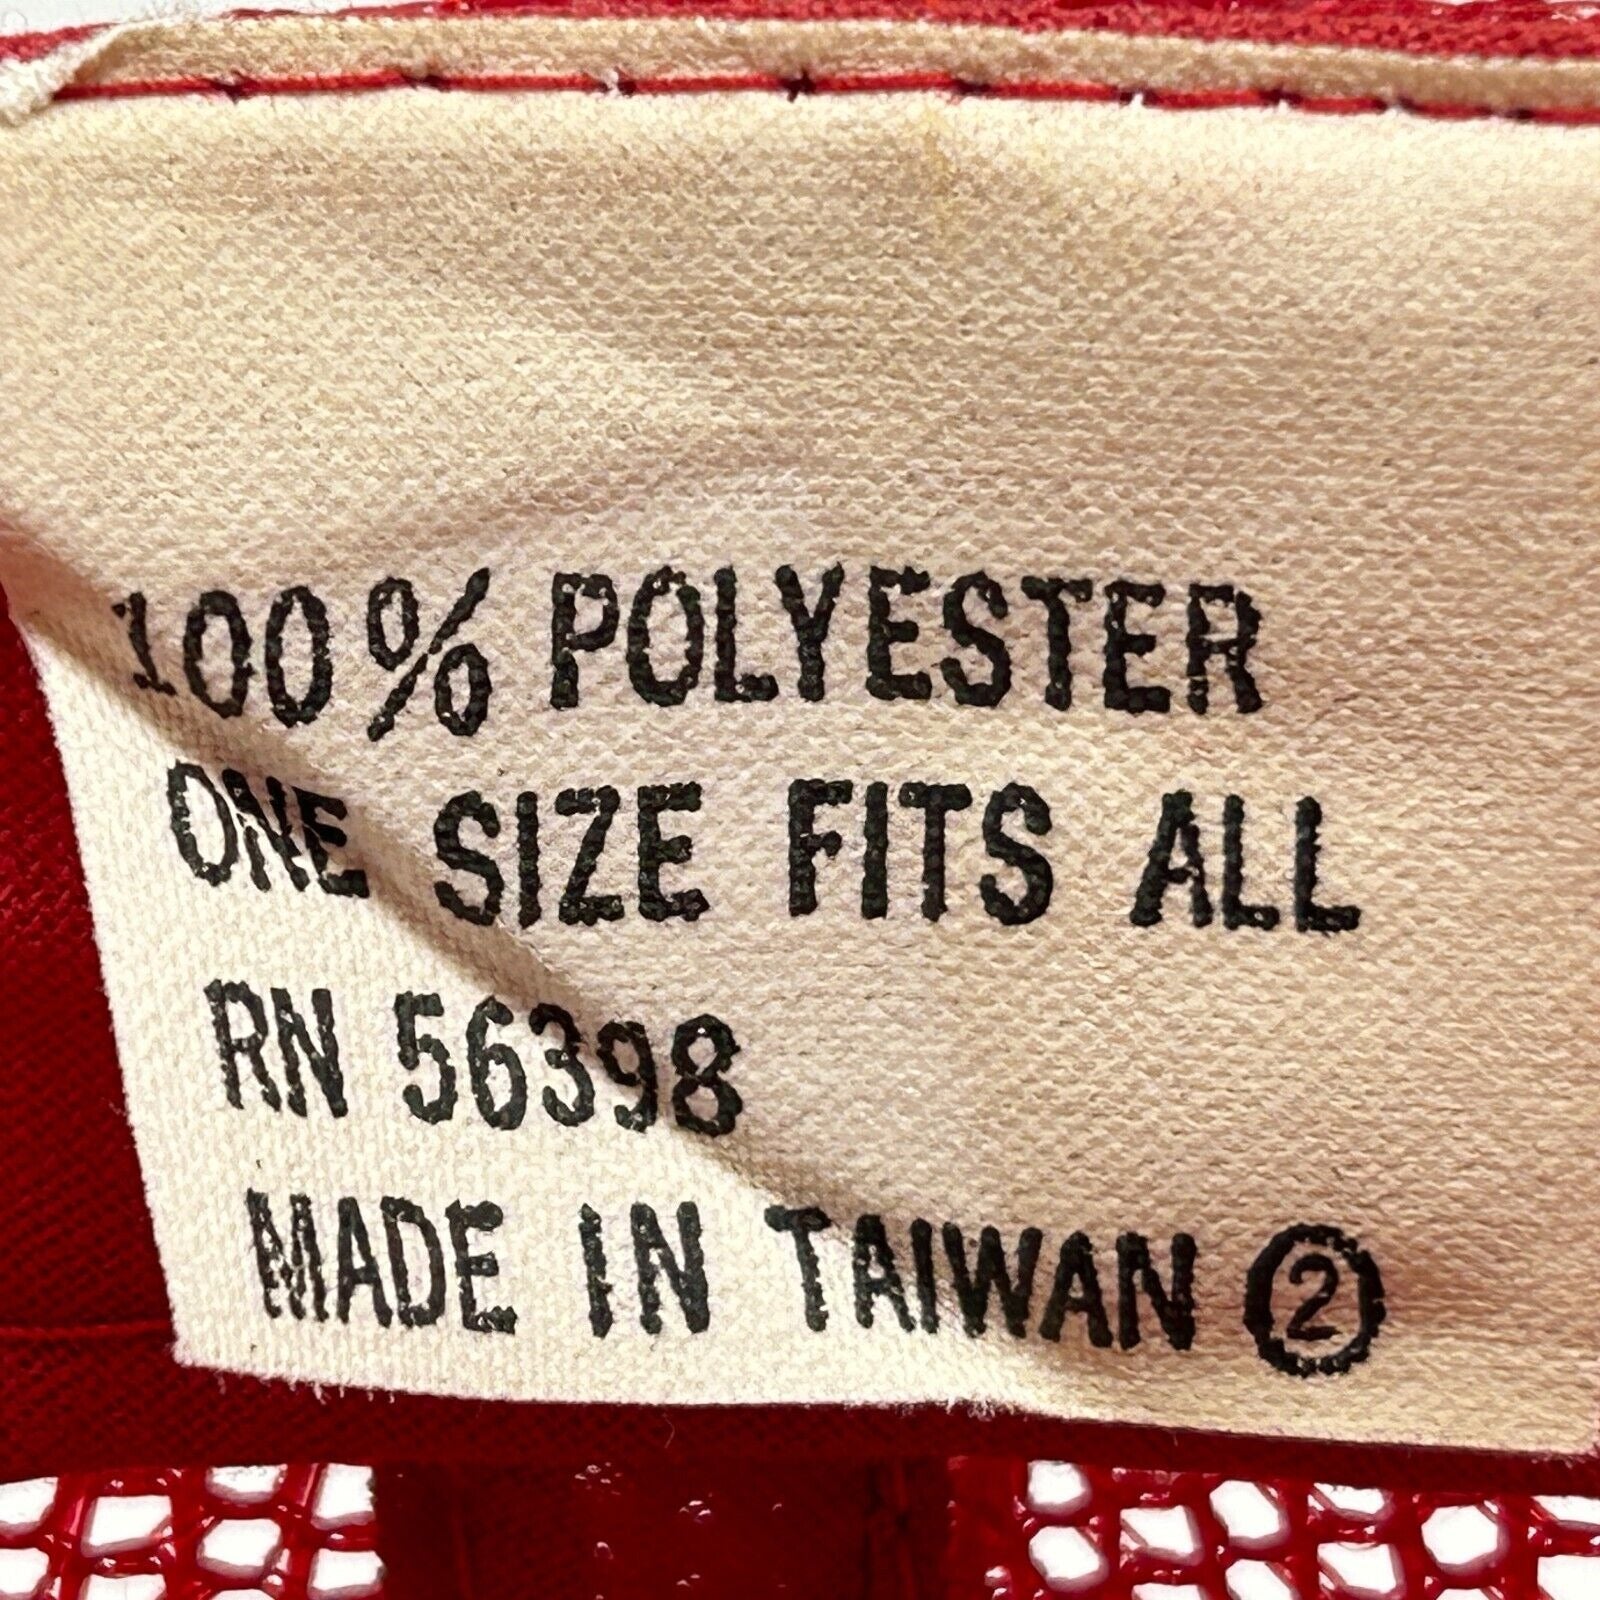 100% POLYESTER
ONE SIZE FITS ALL
RN 56398
MADE IN TAIWAN ②